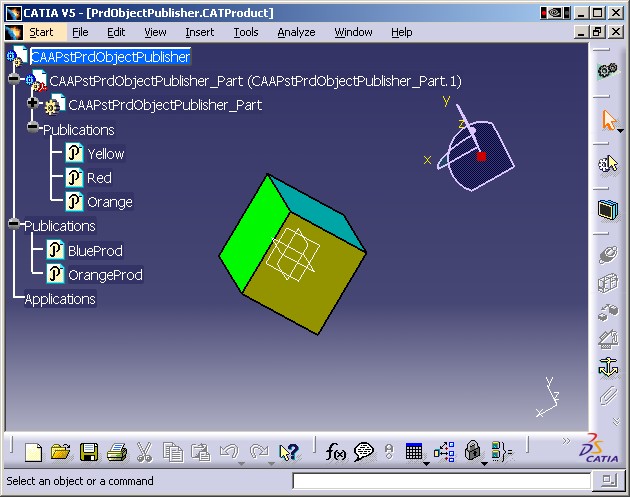 CATIA V5 - [PrdObjectPublisher.CATProduct]
Start File Edit View Insert Tools Analyze Window Help
CAAPstPrdObjectPublisher
CAAPstPrdObjectPublisher_Part (CAAPstPrdObjectPublisher_Part.1)
CAAPstPrdObjectPublisher_Part
Publications
Yellow
Red
Orange
Publications
BlueProd
OrangeProd
Applications
y
z
x
y
z
x
f(x)
CATIA
Select an object or a command